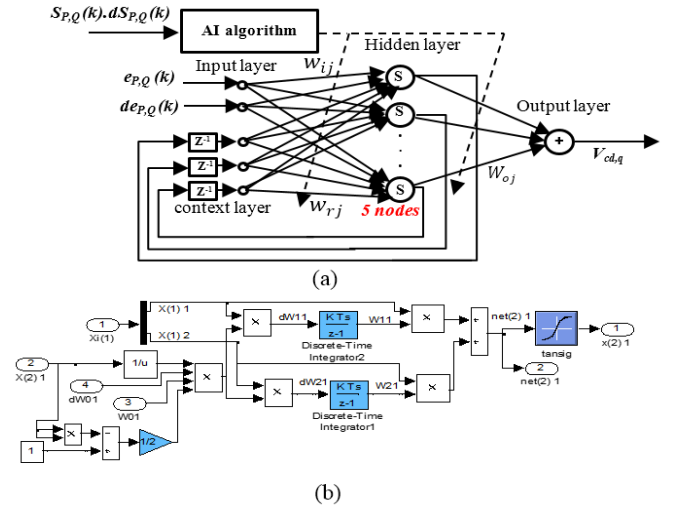 S_{P,Q}(k).dS_{P,Q}(k)
AI algorithm
Hidden layer
Input layer
w_{ij}
e_{P,Q}(k)
de_{P,Q}(k)
S
S
Output layer
Z^{-1}
Z^{-1}
Z^{-1}
+
V_{cd,q}
W_{oj}
S
context layer
w_{rj}
5 nodes
(a)
1
Xi(1)
X(1) 1
X(1) 2
×
dW11
K Ts
z-1
W11
×
Discrete-Time
Integrator2
+
+
net(2) 1
tansig
1
x(2) 1
2
net(2) 1
2
X(2) 1
1/u
4
dW01
3
W01
×
×
dW21
K Ts
z-1
W21
×
Discrete-Time
Integrator1
×
1
-
+
1/2
(b)